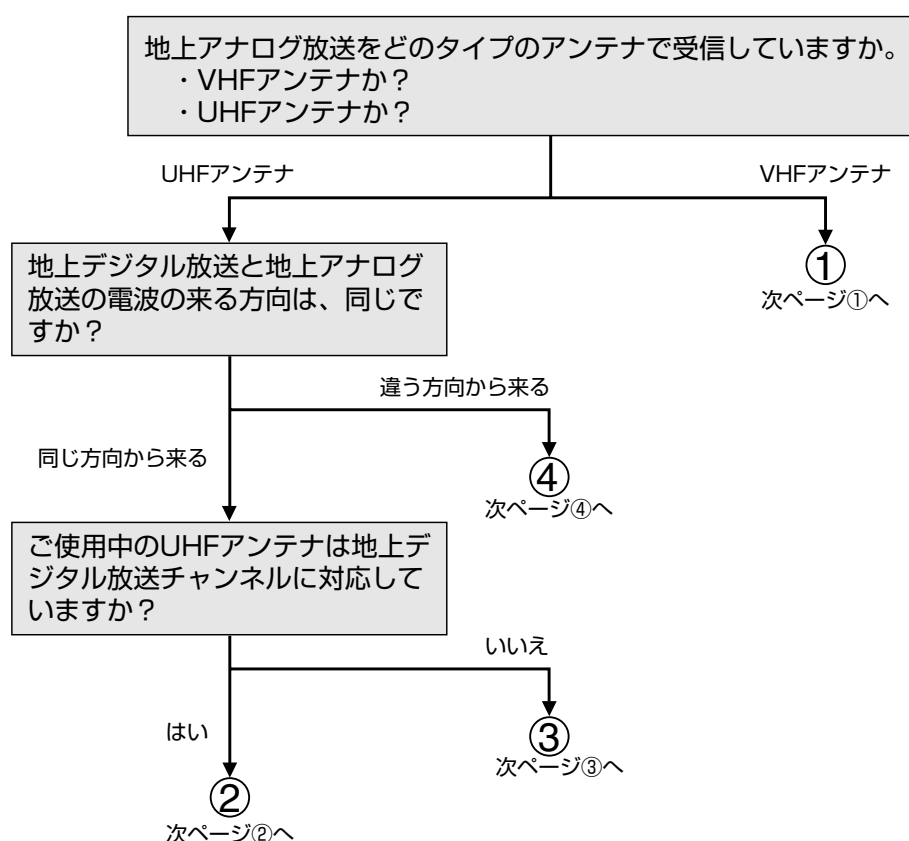 地上アナログ放送をどのタイプのアンテナで受信していますか。
・VHFアンテナか？
・UHFアンテナか？
UHFアンテナ
VHFアンテナ
地上デジタル放送と地上アナログ
放送の電波の来る方向は、同じで
すか？
①
次ページ①へ
違う方向から来る
同じ方向から来る
④
次ページ④へ
ご使用中のUHFアンテナは地上デ
ジタル放送チャンネルに対応して
いますか？
いいえ
はい
③
次ページ③へ
②
次ページ②へ